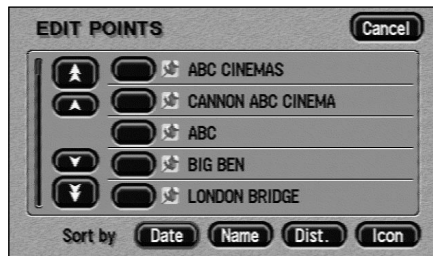 EDIT POINTS Cancel
ABC CINEMAS
CANNON ABC CINEMA
ABC
BIG BEN
LONDON BRIDGE
Sort by Date Name Dist. Icon